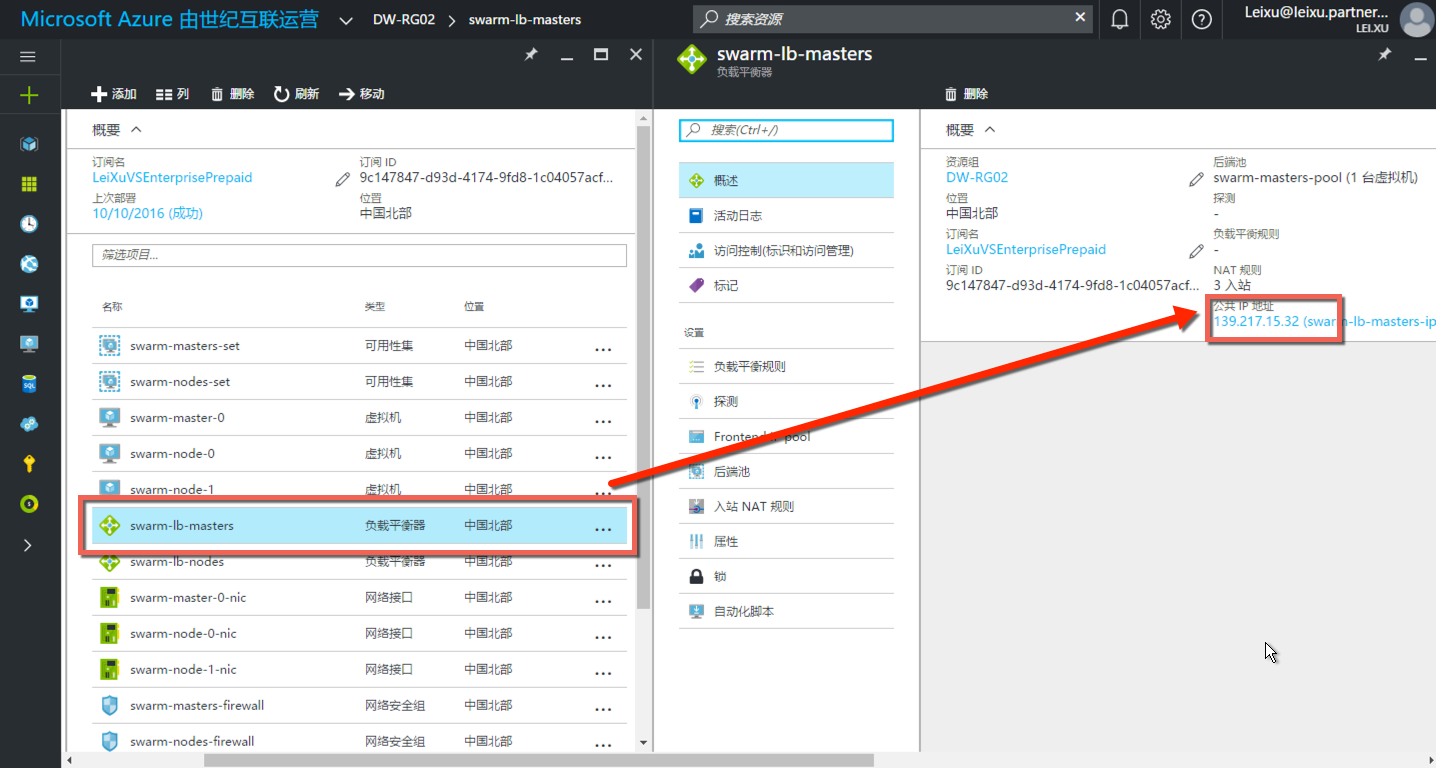 Microsoft Azure 由世纪互联运营
DW-RG02
swarm-lb-masters
搜索资源
Leixu@leixu.partner...
LEI.XU
添加
列
删除
刷新
移动
概要
订阅名
LeiXuVSEnterprisePrepaid
上次部署
10/10/2016 (成功)
订阅 ID
9c147847-d93d-4174-9fd8-1c04057acf...
位置
中国北部
筛选项目...
名称 类型 位置
swarm-masters-set 可用性集 中国北部 ...
swarm-nodes-set 可用性集 中国北部 ...
swarm-master-0 虚拟机 中国北部 ...
swarm-node-0 虚拟机 中国北部 ...
swarm-node-1 虚拟机 中国北部 ...
swarm-lb-masters 负载平衡器 中国北部 ...
swarm-lb-nodes 负载平衡器 中国北部 ...
swarm-master-0-nic 网络接口 中国北部 ...
swarm-node-0-nic 网络接口 中国北部 ...
swarm-node-1-nic 网络接口 中国北部 ...
swarm-masters-firewall 网络安全组 中国北部 ...
swarm-nodes-firewall 网络安全组 中国北部 ...
swarm-lb-masters
负载平衡器
搜索(Ctrl+/)
概述
活动日志
访问控制(标识和访问管理)
标记
设置
负载平衡规则
探测
Frontend pool
后端池
入站 NAT 规则
属性
锁
自动化脚本
删除
概要
资源组
DW-RG02
位置
中国北部
订阅名
LeiXuVSEnterprisePrepaid
订阅 ID
9c147847-d93d-4174-9fd8-1c04057acf...
后端池
swarm-masters-pool (1 台虚拟机)
探测
-
负载平衡规则
-
NAT 规则
3 入站
公共 IP 地址
139.217.15.32 (swarm-lb-masters-ip